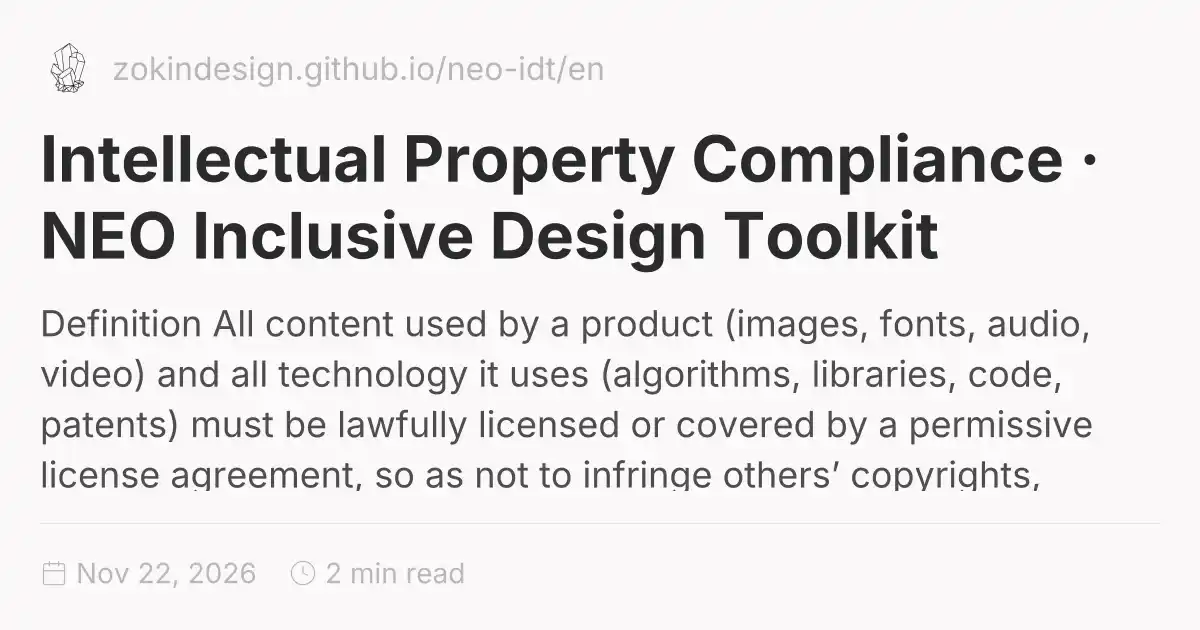 zokindesign.github.io/neo-idt/en
Intellectual Property Compliance ·
NEO Inclusive Design Toolkit
Definition All content used by a product (images, fonts, audio,
video) and all technology it uses (algorithms, libraries, code,
patents) must be lawfully licensed or covered by a permissive
license agreement, so as not to infringe others’ copyrights,
Nov 22, 2026 2 min read